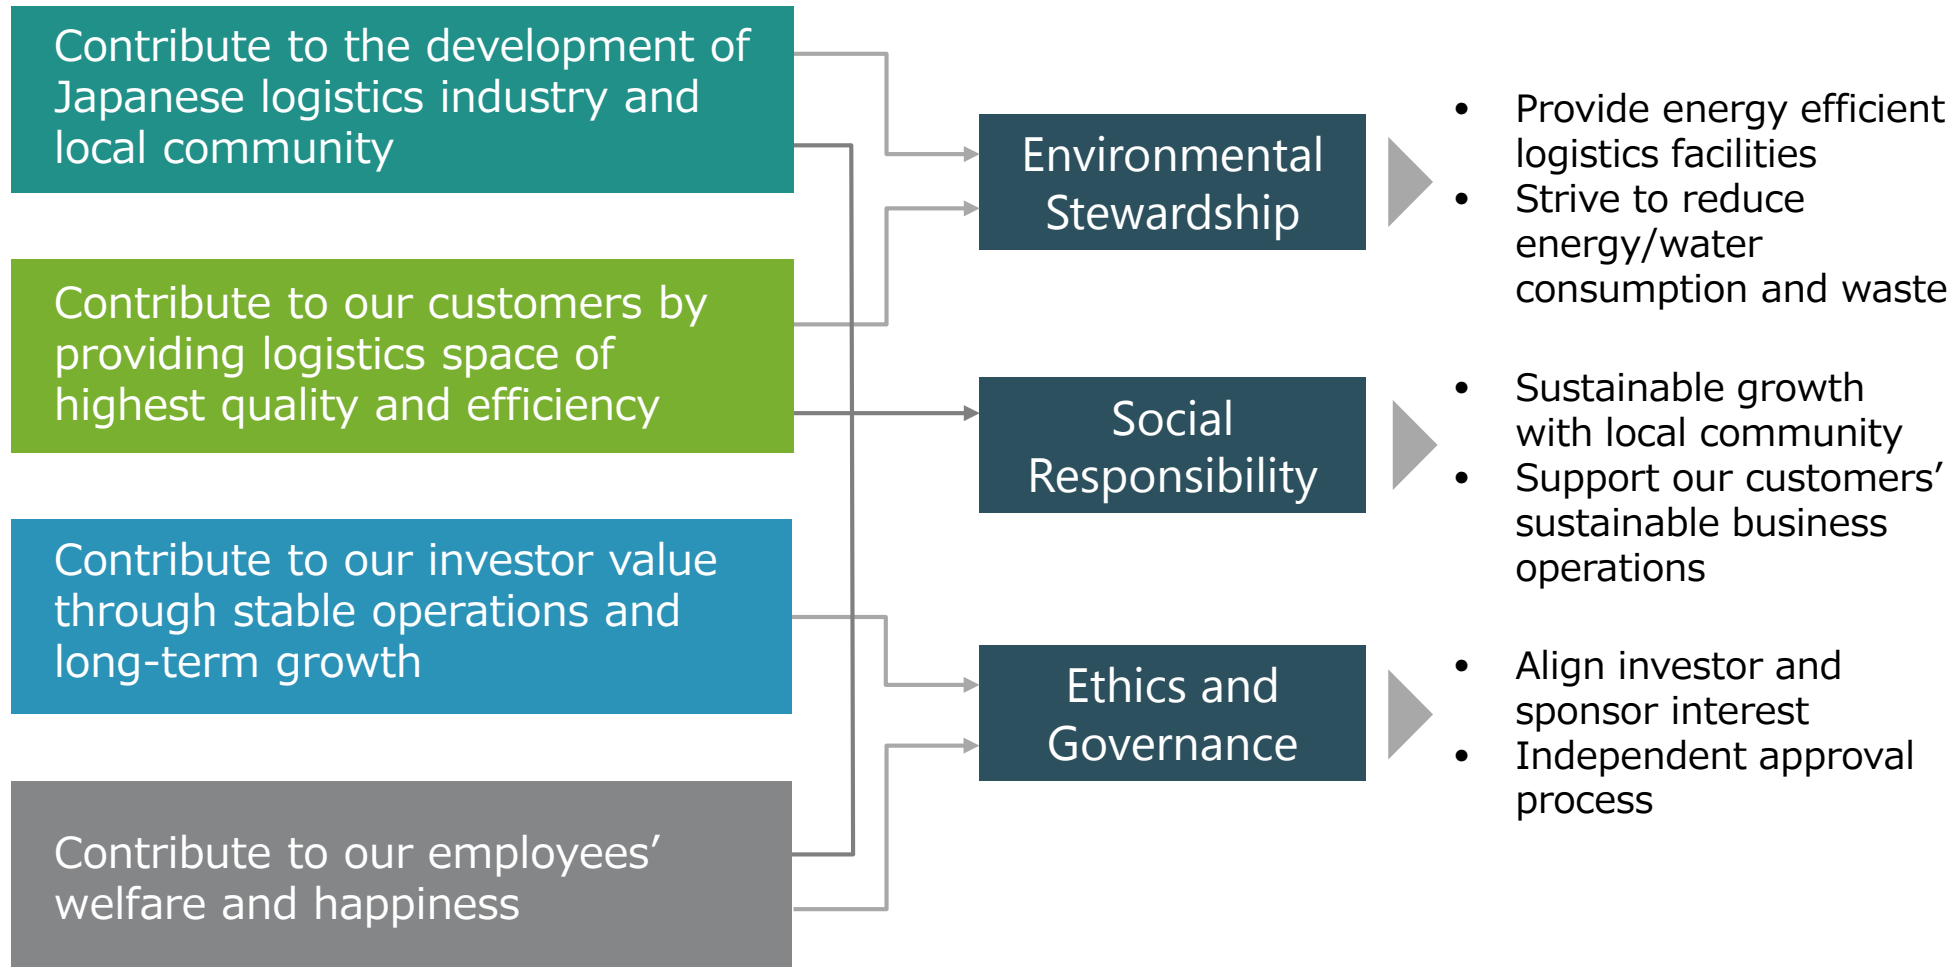 Contribute to the development of
Japanese logistics industry and
local community
Contribute to our customers by
providing logistics space of
highest quality and efficiency
Contribute to our investor value
through stable operations and
long-term growth
Contribute to our employees’
welfare and happiness
Environmental
Stewardship
Social
Responsibility
Ethics and
Governance
• Provide energy efficient
logistics facilities
• Strive to reduce
energy/water
consumption and waste
• Sustainable growth
with local community
• Support our customers’
sustainable business
operations
• Align investor and
sponsor interest
• Independent approval
process